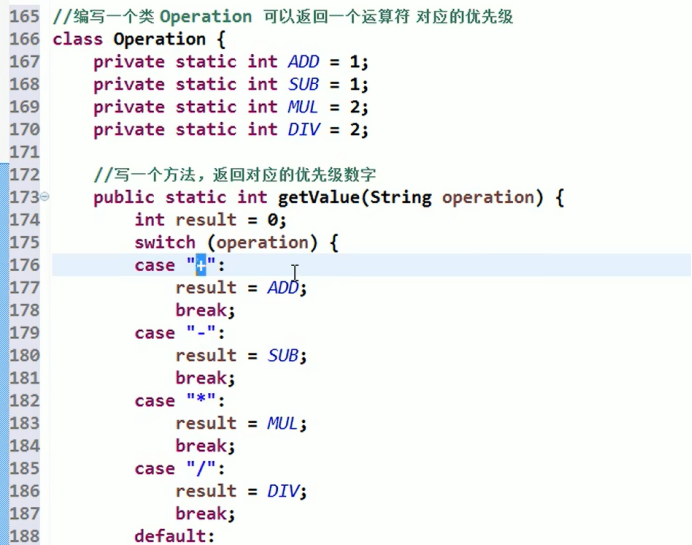 165 //编写一个类 Operation 可以返回一个运算符 对应的优先级
166 class Operation {
167     private static int ADD = 1;
168     private static int SUB = 1;
169     private static int MUL = 2;
170     private static int DIV = 2;
171
172     //写一个方法，返回对应的优先级数字
173     public static int getValue(String operation) {
174         int result = 0;
175         switch (operation) {
176         case "+":
177             result = ADD;
178             break;
179         case "-":
180             result = SUB;
181             break;
182         case "*":
183             result = MUL;
184             break;
185         case "/":
186             result = DIV;
187             break;
188         default: